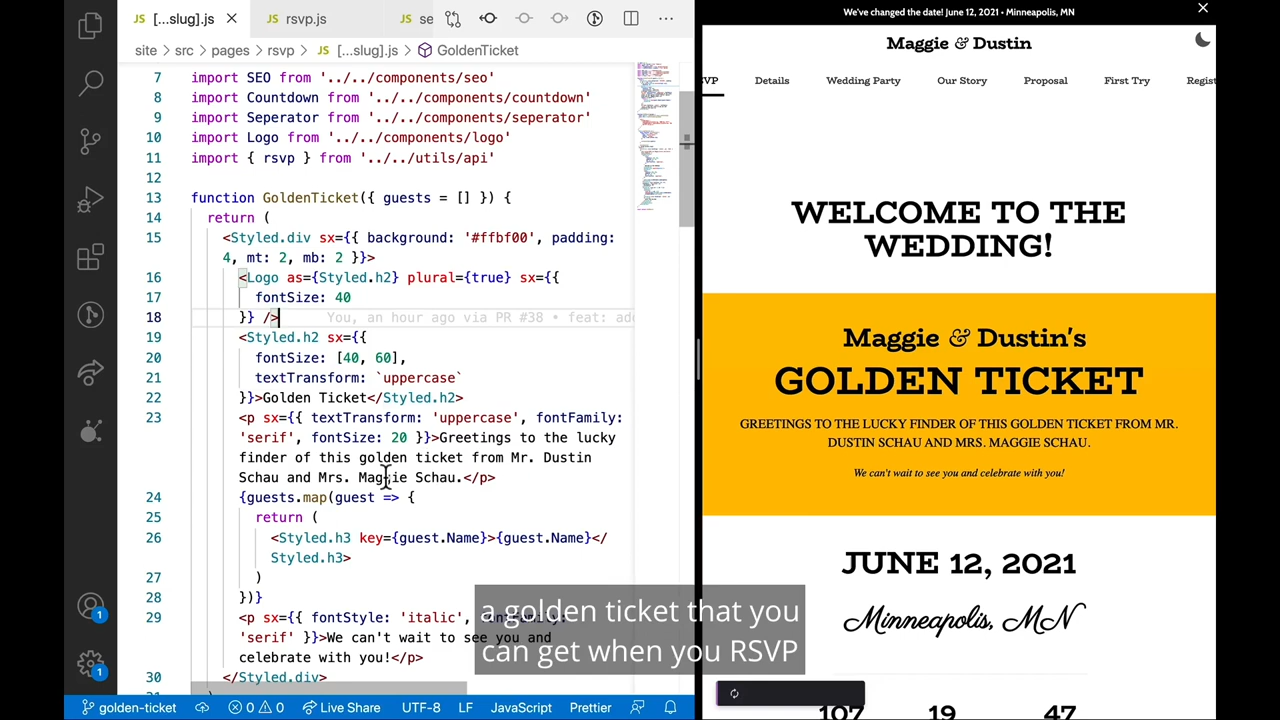 [...slug].js
rsvp.js
se
site
src
pages
rsvp
[...slug].js
GoldenTicket
7 import SEO from '../../components/seo'
8 import Countdown from '../../components/countdown'
9 import Seperator from '../../components/seperator'
10 import Logo from '../../components/logo'
11 import { rsvp } from '../../utils/api'
12
13 function GoldenTicket({ guests = [] }) {
14 return (
15 <Styled.div sx={{ background: '#ffbf00', padding:
4, mt: 2, mb: 2 }}>
16 <Logo as={Styled.h2} plural={true} sx={{
17 fontSize: 40
18 }} /> You, an hour ago via PR #38 • feat: add
19 <Styled.h2 sx={{
20 fontSize: [40, 60],
21 textTransform: `uppercase`
22 }}>Golden Ticket</Styled.h2>
23 <p sx={{ textTransform: 'uppercase', fontFamily:
'serif', fontSize: 20 }}>Greetings to the lucky
finder of this golden ticket from Mr. Dustin
Schau and Mrs. Maggie Schau.</p>
24 {guests.map(guest => {
25 return (
26 <Styled.h3 key={guest.Name}>{guest.Name}</
Styled.h3>
27 )
28 })}
29 <p sx={{ fontStyle: 'italic',
'serif' }}>We can't wait to see you and
celebrate with you!</p>
30 </Styled.div>
1
1
golden-ticket
0
0
Live Share
UTF-8
LF
JavaScript
Prettier
We've changed the date! June 12, 2021 • Minneapolis, MN
Maggie & Dustin
VP
Details
Wedding Party
Our Story
Proposal
First Try
Regist
WELCOME TO THE
WEDDING!
Maggie & Dustin's
GOLDEN TICKET
GREETINGS TO THE LUCKY FINDER OF THIS GOLDEN TICKET FROM MR.
DUSTIN SCHAU AND MRS. MAGGIE SCHAU.
We can't wait to see you and celebrate with you!
JUNE 12, 2021
Minneapolis, MN
107 19 47
a golden ticket that you
can get when you RSVP